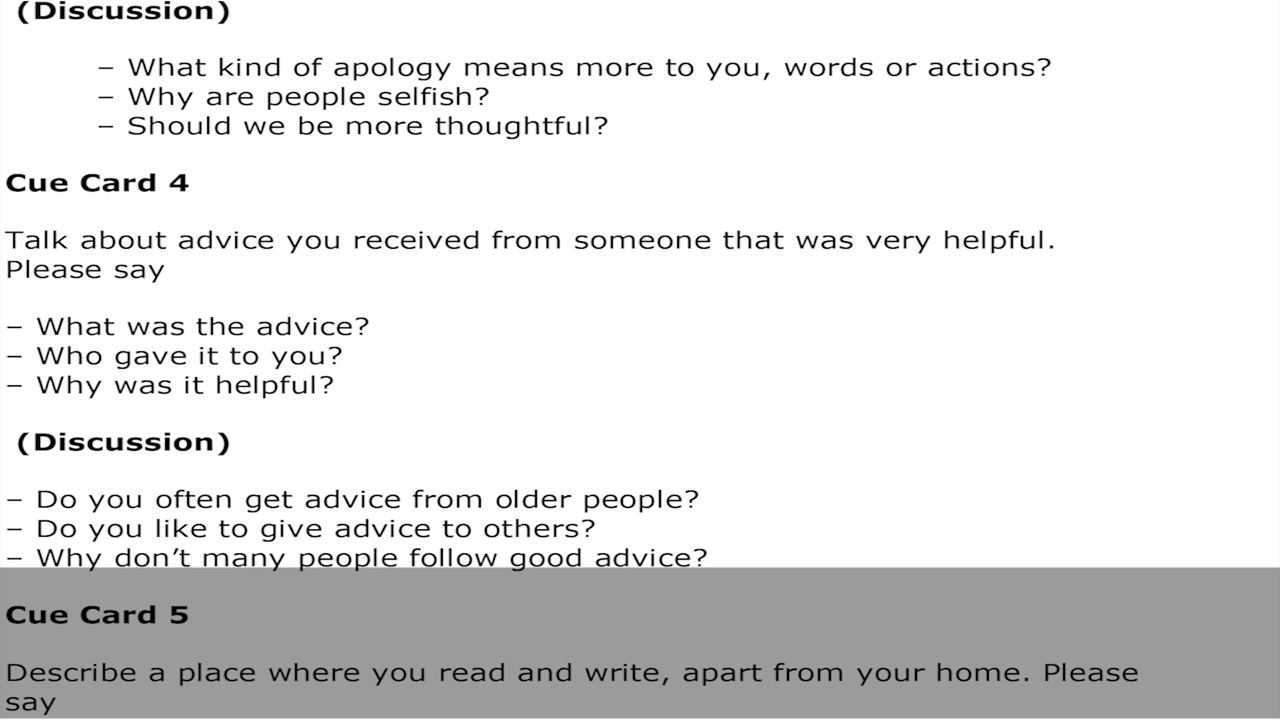 (Discussion)
– What kind of apology means more to you, words or actions?
– Why are people selfish?
– Should we be more thoughtful?
Cue Card 4
Talk about advice you received from someone that was very helpful.
Please say
– What was the advice?
– Who gave it to you?
– Why was it helpful?
(Discussion)
– Do you often get advice from older people?
– Do you like to give advice to others?
– Why don’t many people follow good advice?
Cue Card 5
Describe a place where you read and write, apart from your home. Please
say